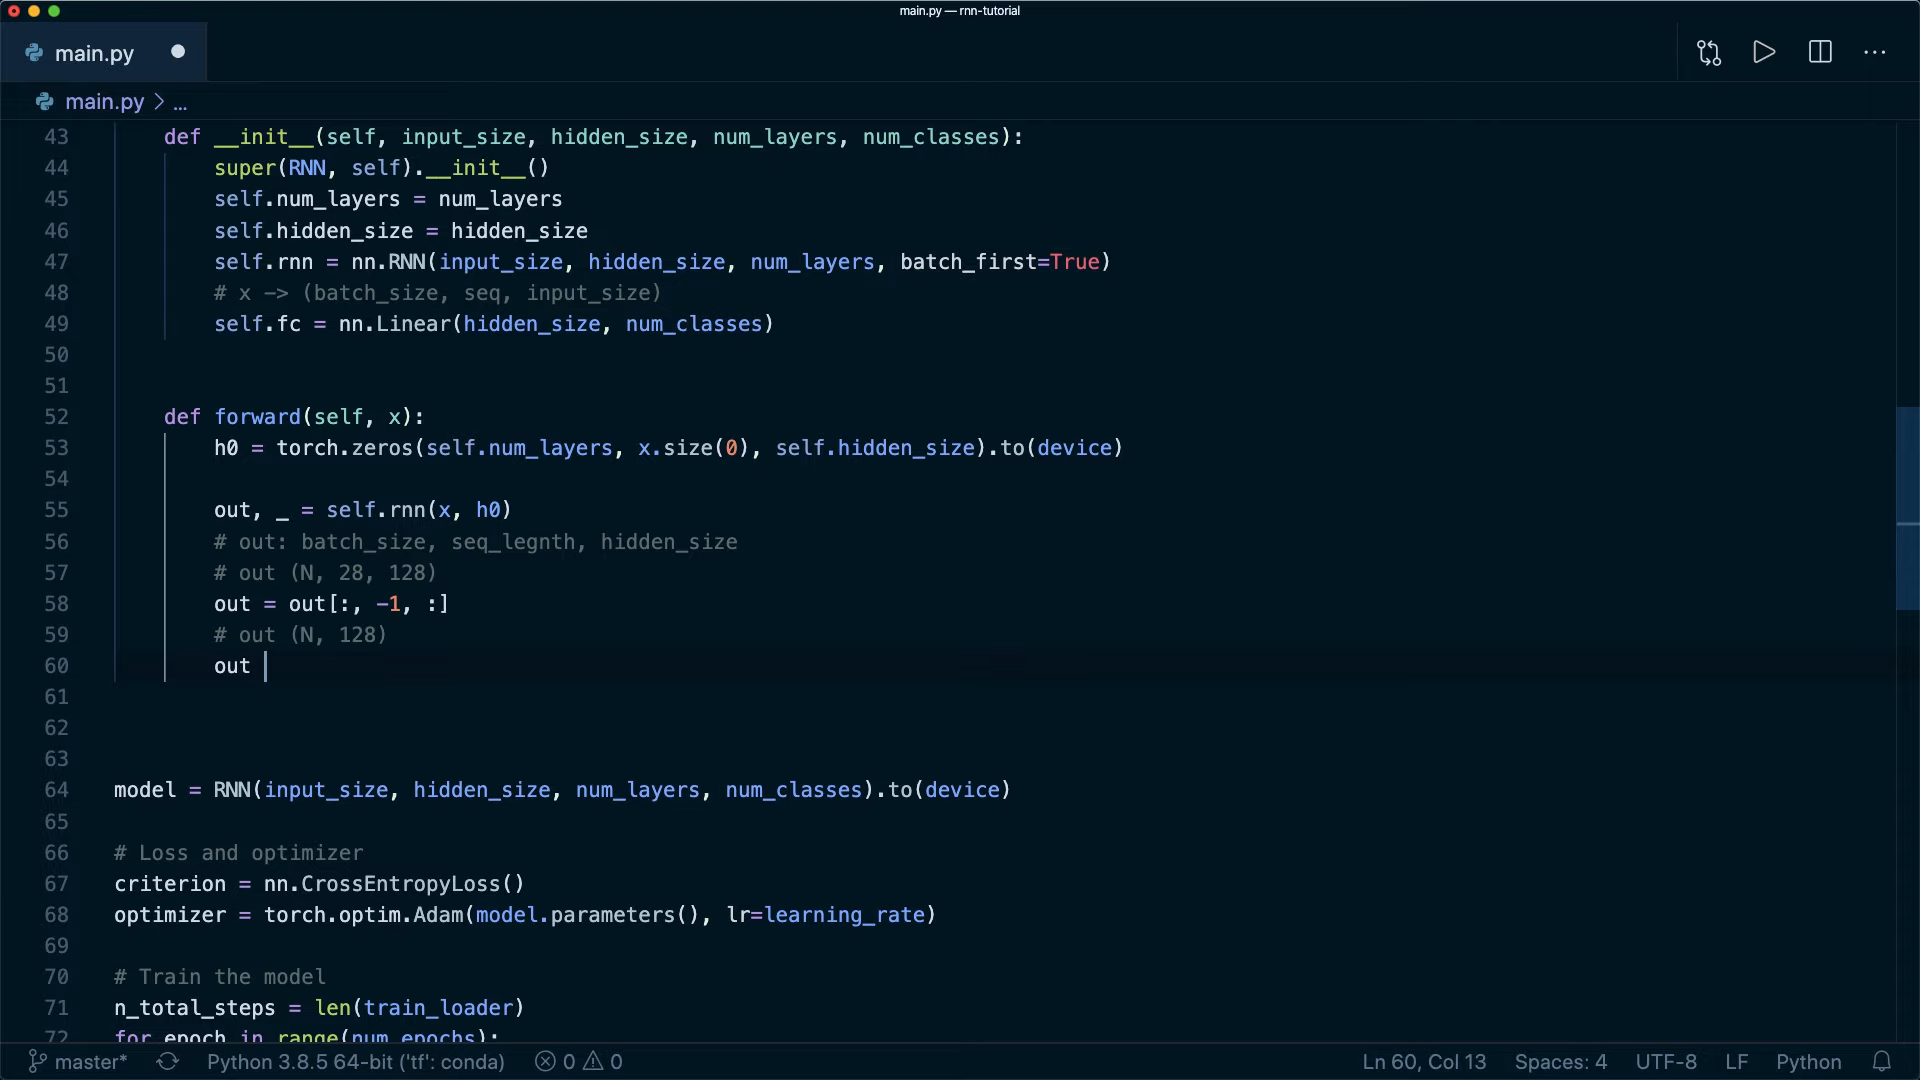 main.py — rnn-tutorial
main.py
main.py > ...
43 def __init__(self, input_size, hidden_size, num_layers, num_classes):
44 super(RNN, self).__init__()
45 self.num_layers = num_layers
46 self.hidden_size = hidden_size
47 self.rnn = nn.RNN(input_size, hidden_size, num_layers, batch_first=True)
48 # x -> (batch_size, seq, input_size)
49 self.fc = nn.Linear(hidden_size, num_classes)
50
51
52 def forward(self, x):
53 h0 = torch.zeros(self.num_layers, x.size(0), self.hidden_size).to(device)
54
55 out, _ = self.rnn(x, h0)
56 # out: batch_size, seq_legnth, hidden_size
57 # out (N, 28, 128)
58 out = out[:, -1, :]
59 # out (N, 128)
60 out
61
62
63
64 model = RNN(input_size, hidden_size, num_layers, num_classes).to(device)
65
66 # Loss and optimizer
67 criterion = nn.CrossEntropyLoss()
68 optimizer = torch.optim.Adam(model.parameters(), lr=learning_rate)
69
70 # Train the model
71 n_total_steps = len(train_loader)
72 for epoch in range(num_epochs):
master* Python 3.8.5 64-bit ('tf': conda) 0 0 Ln 60, Col 13 Spaces: 4 UTF-8 LF Python